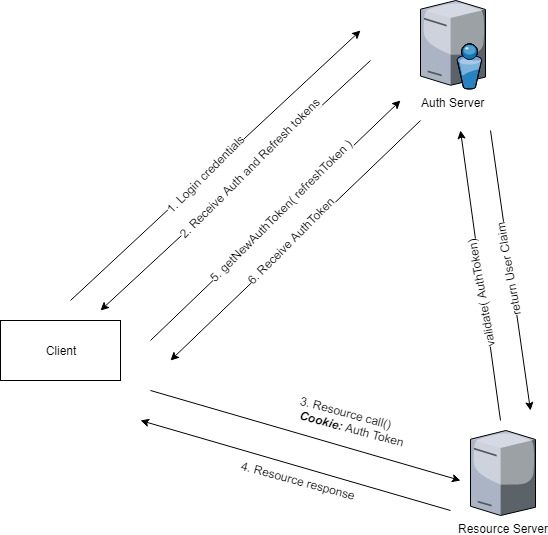 Auth Server
1. Login credentials
2. Receive Auth and Refresh tokens
5. getNewAuthToken( refreshToken )
6. Receive AuthToken
validate( AuthToken)
return User Claim
Client
3. Resource call()
Cookie: Auth Token
4. Resource response
Resource Server